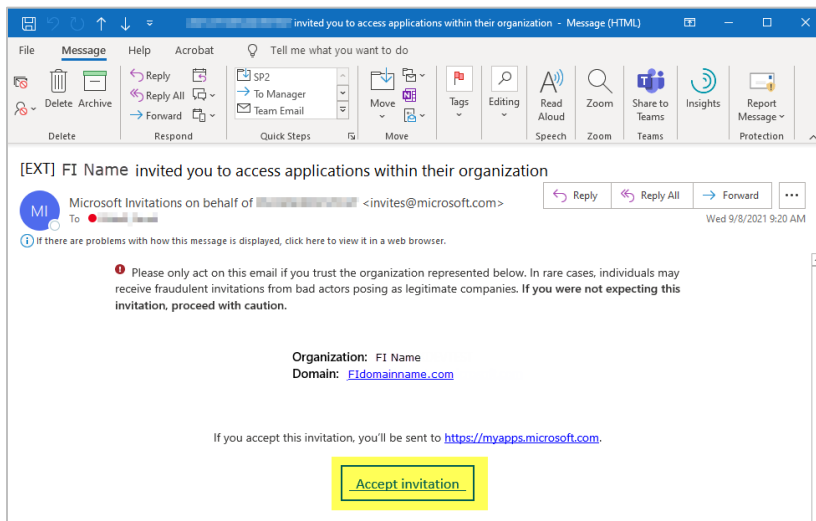 invited you to access applications within their organization - Message (HTML)
File Message Help Acrobat Tell me what you want to do
Delete Archive
Reply
Reply All
Forward
SP2
To Manager
Team Email
Move
Tags
Editing
Read Aloud
Zoom
Share to Teams
Insights
Report Message
Delete Respond Quick Steps Move Speech Zoom Teams Protection
[EXT] FI Name invited you to access applications within their organization
MI
Microsoft Invitations on behalf of <invites@microsoft.com>
To
Reply Reply All Forward
Wed 9/8/2021 9:20 AM
If there are problems with how this message is displayed, click here to view it in a web browser.
Please only act on this email if you trust the organization represented below. In rare cases, individuals may
receive fraudulent invitations from bad actors posing as legitimate companies. If you were not expecting this
invitation, proceed with caution.
Organization: FI Name
Domain: FIdomainname.com
If you accept this invitation, you'll be sent to https://myapps.microsoft.com.
Accept invitation